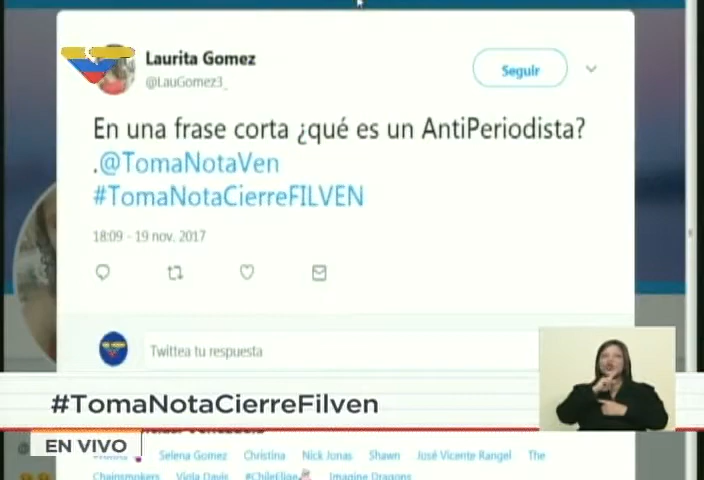 Laurita Gomez
@LauGomez3_
Seguir
En una frase corta ¿qué es un AntiPeriodista?
.@TomaNotaVen
#TomaNotaCierreFILVEN
18:09 - 19 nov. 2017
Twittea tu respuesta
#TomaNotaCierreFilven
EN VIVO
Selena Gomez Christina Nick Jonas Shawn José Vicente Rangel The
Chainsmokers Viola Davis #ChileElige Imagine Dragons